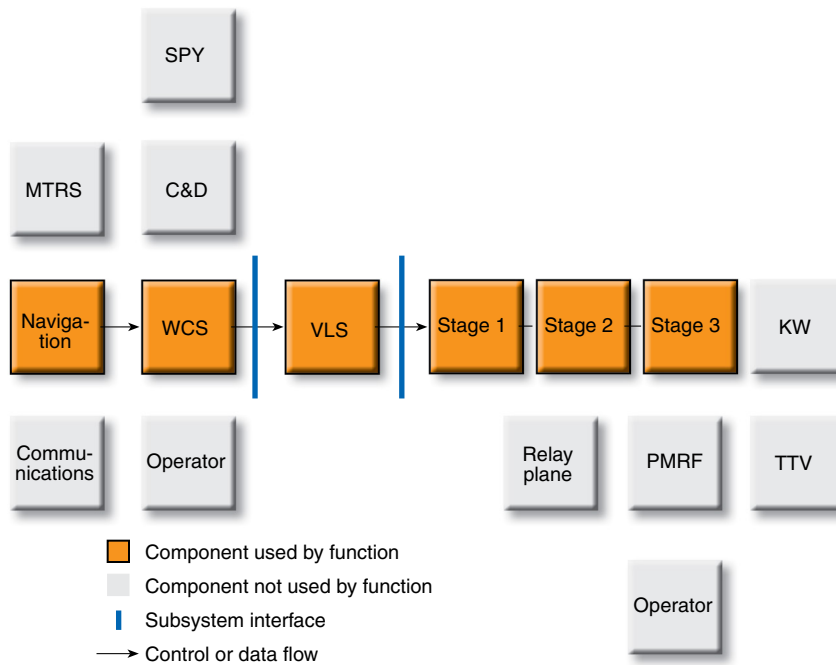 SPY
MTRS
C&D
Naviga-
tion
WCS
VLS
Stage 1
Stage 2
Stage 3
KW
Commu-
nications
Operator
Relay
plane
PMRF
TTV
Component used by function
Component not used by function
Subsystem interface
Control or data flow
Operator